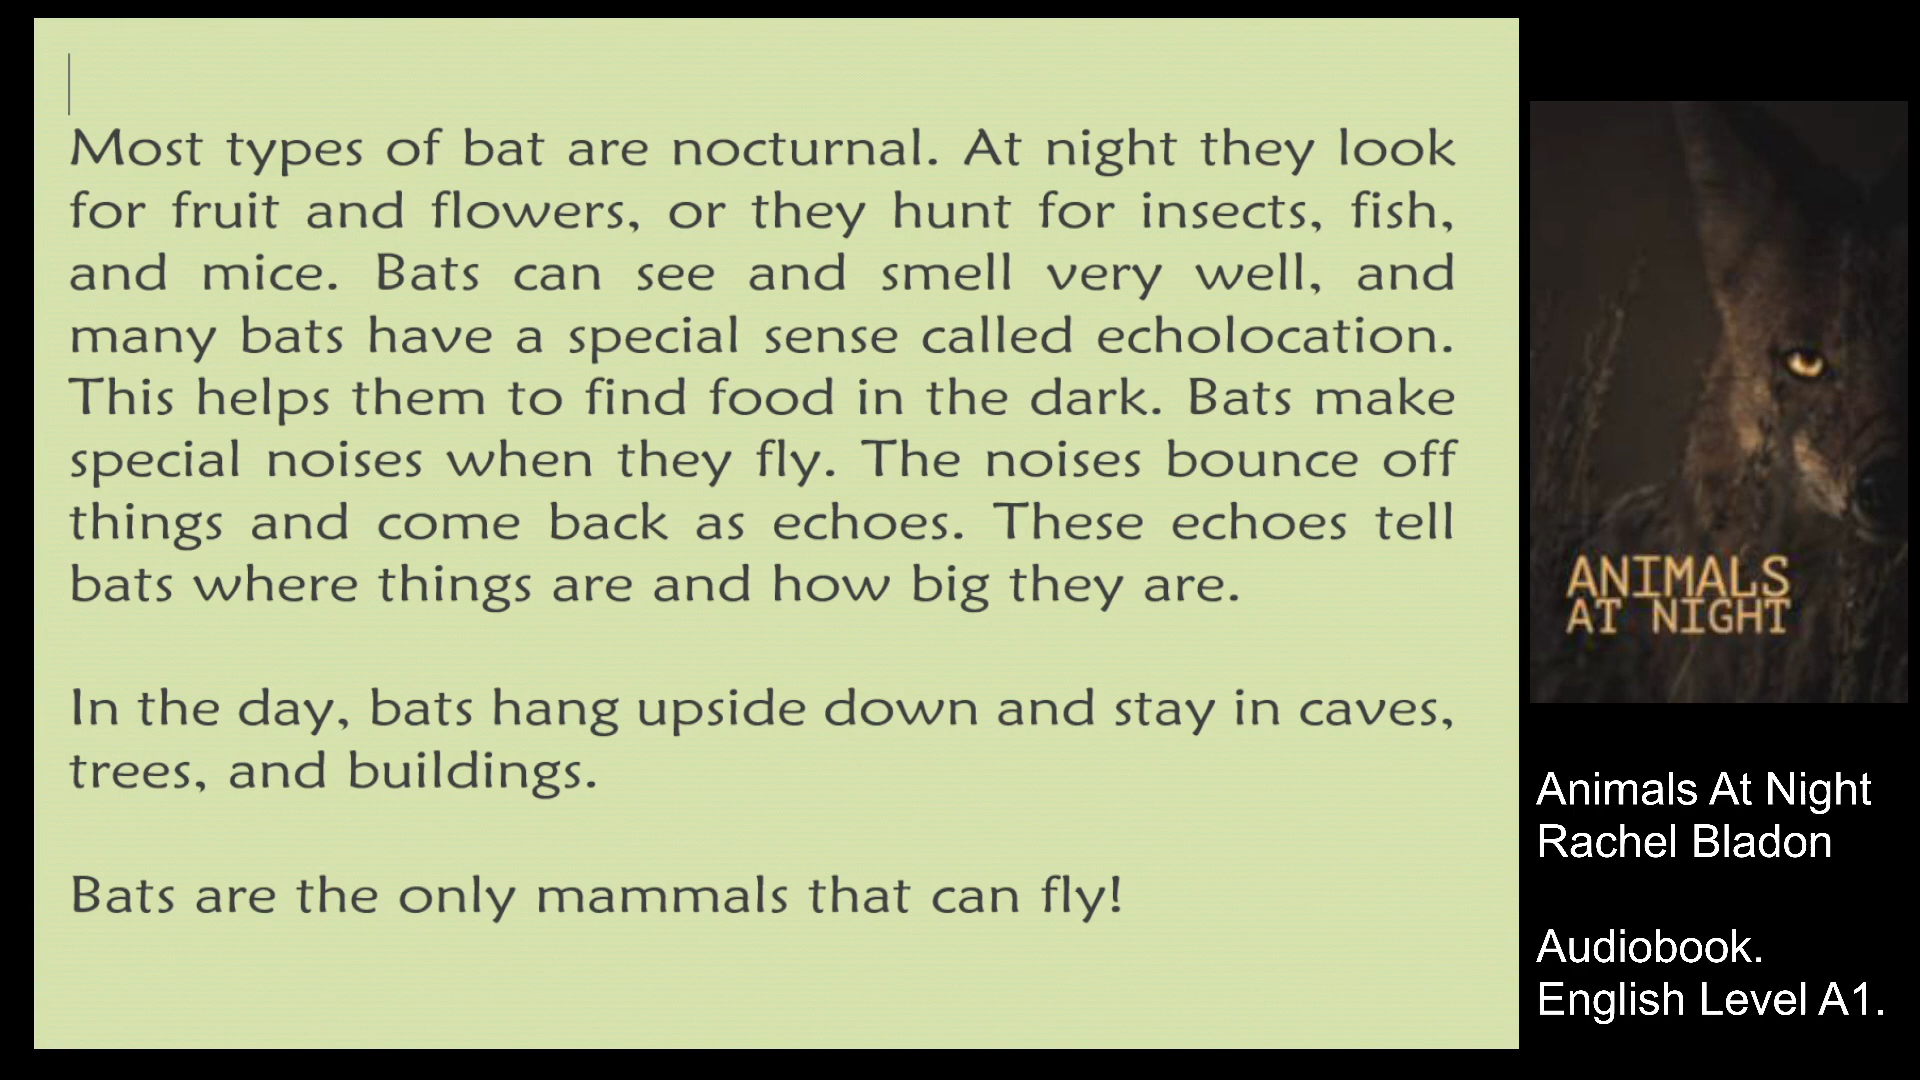 Most types of bat are nocturnal. At night they look
for fruit and flowers, or they hunt for insects, fish,
and mice. Bats can see and smell very well, and
many bats have a special sense called echolocation.
This helps them to find food in the dark. Bats make
special noises when they fly. The noises bounce off
things and come back as echoes. These echoes tell
bats where things are and how big they are.
In the day, bats hang upside down and stay in caves,
trees, and buildings.
Bats are the only mammals that can fly!
ANIMALS
AT NIGHT
Animals At Night
Rachel Bladon
Audiobook.
English Level A1.